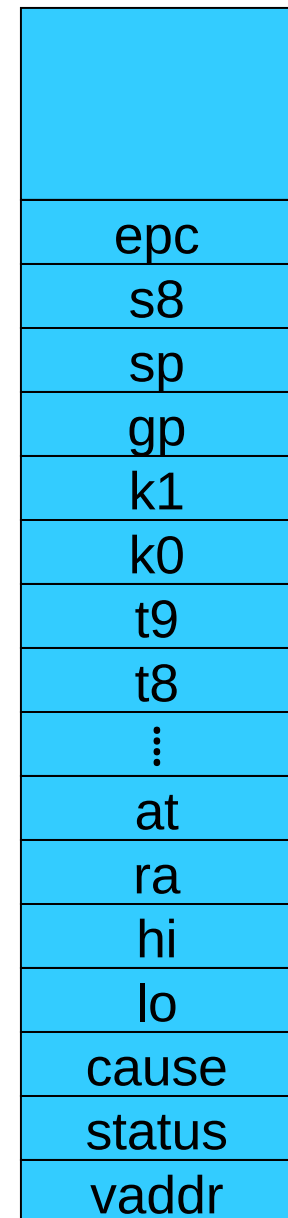 epc
s8
sp
gp
k1
k0
t9
t8
⁞
at
ra
hi
lo
cause
status
vaddr